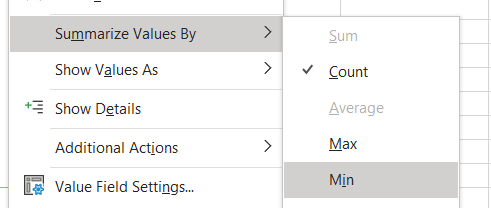 Summarize Values By
Sum
Show Values As
Count
Show Details
Average
Additional Actions
Max
Value Field Settings...
Min